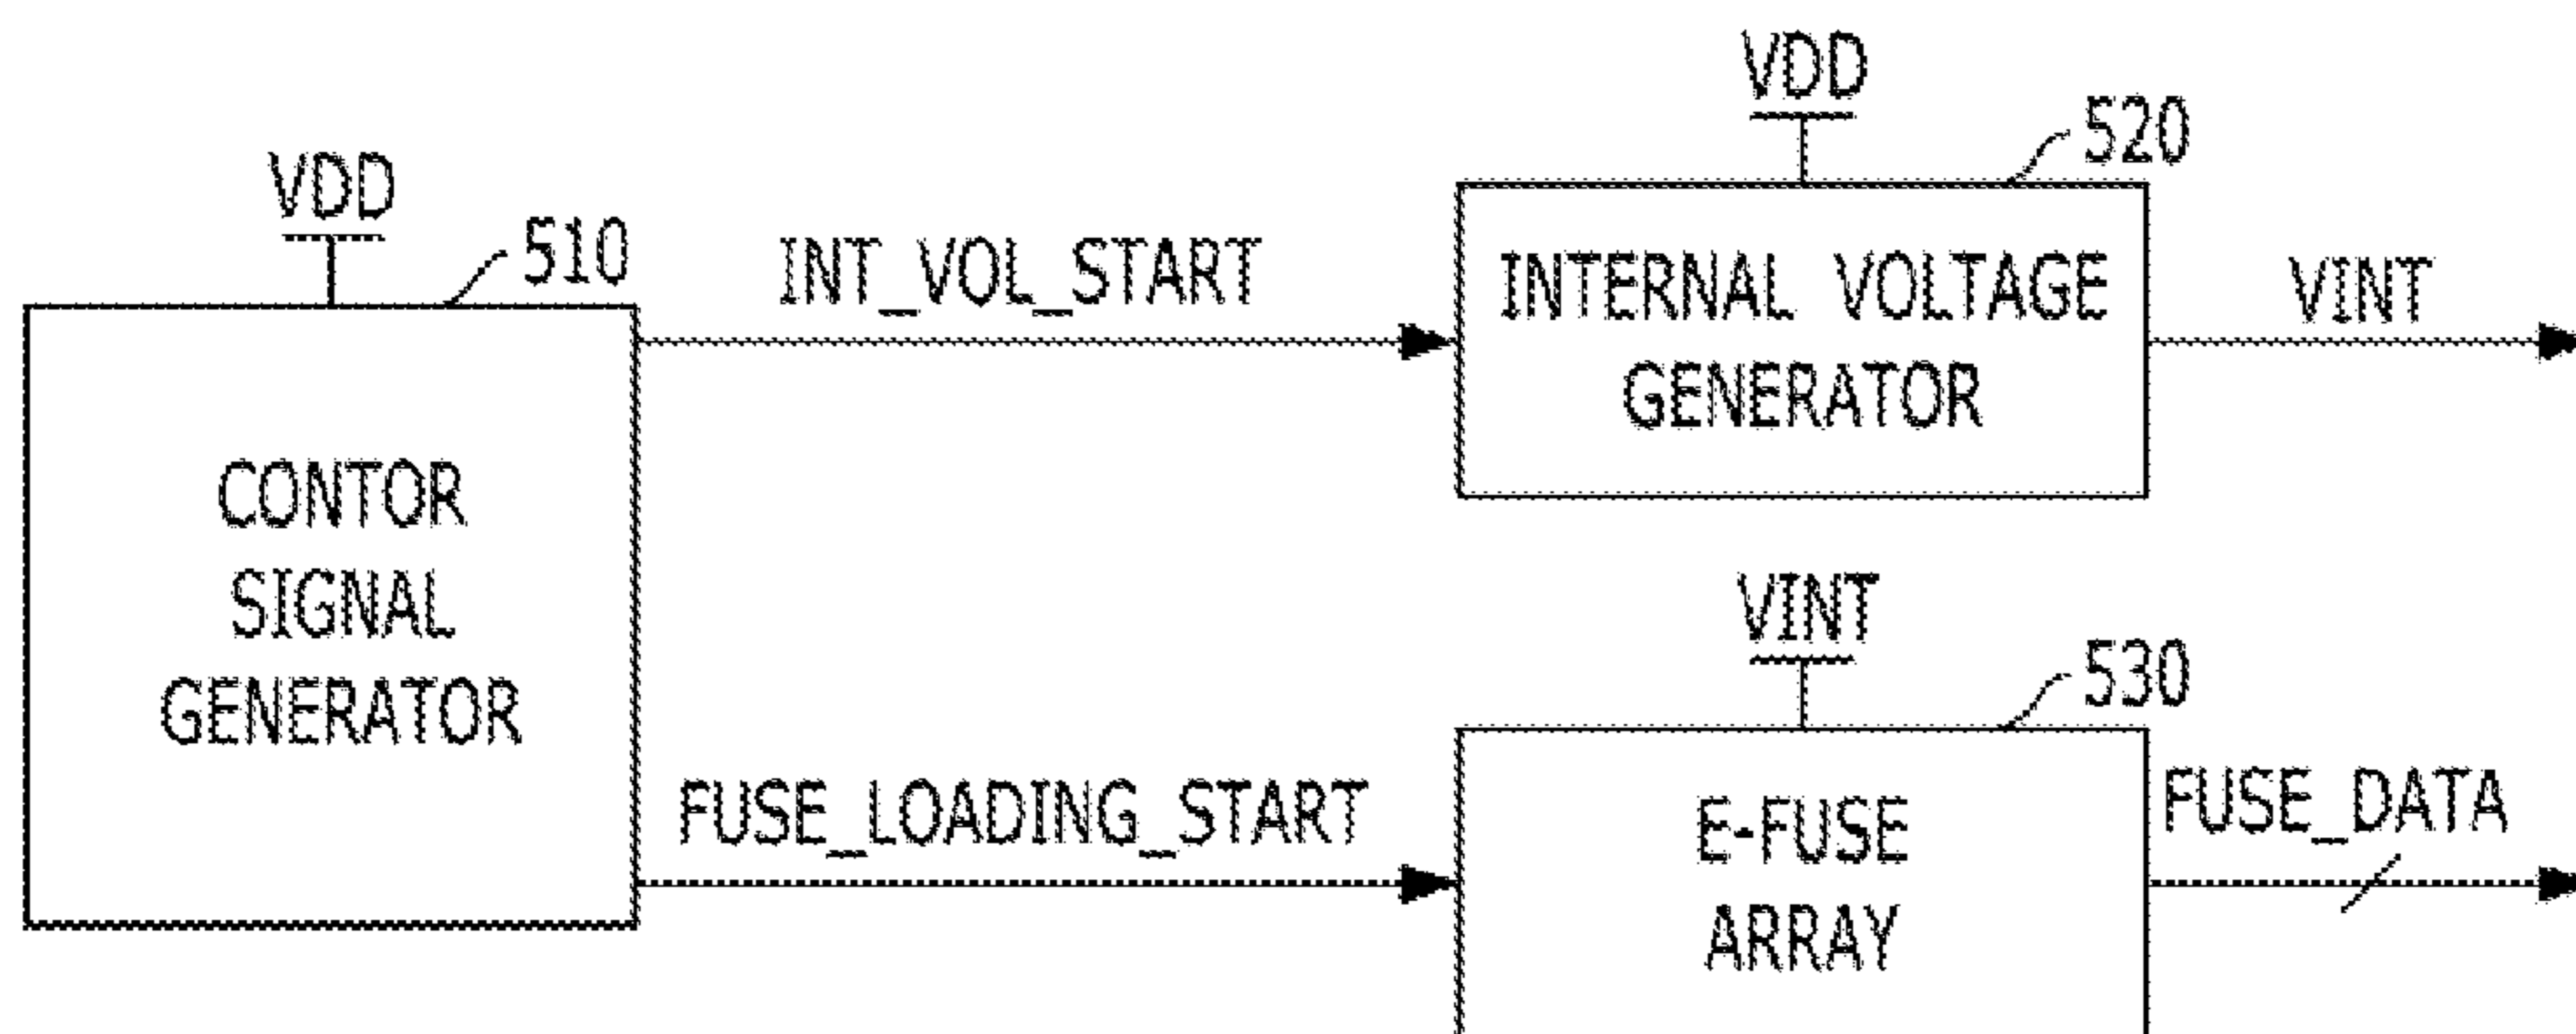 VDD
520
VDD
510
INT_VOL_START
INTERNAL VOLTAGE
GENERATOR
VINT
CONTOR
SIGNAL
GENERATOR
VINT
530
FUSE_LOADING_START
E-FUSE
ARRAY
FUSE_DATA